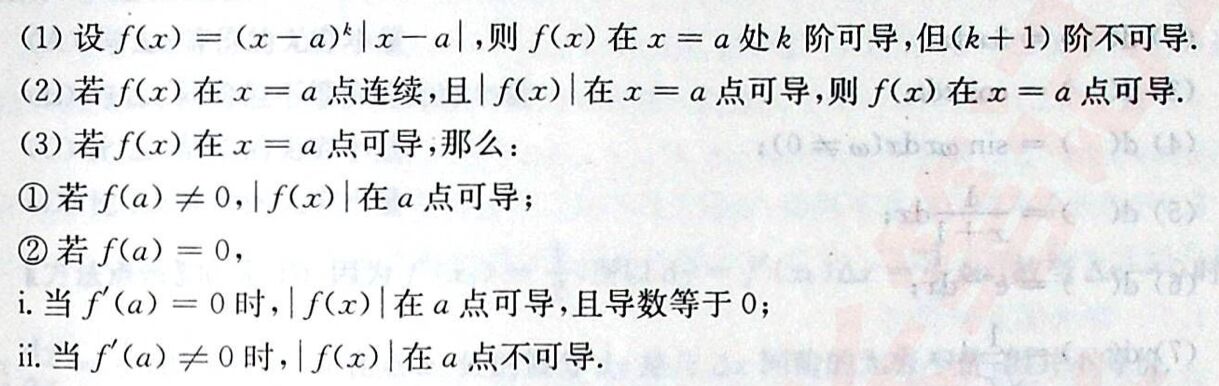 (1) 设 f(x) = (x − a)ᵏ| x − a| ,则 f(x) 在 x = a 处 k 阶可导,但(k + 1) 阶不可导.
(2) 若 f(x) 在 x = a 点连续,且| f(x) |在 x = a 点可导,则 f(x) 在 x = a 点可导.
(3) 若 f(x) 在 x = a 点可导,那么:
① 若 f(a) ≠ 0,| f(x) |在 a 点可导;
② 若 f(a) = 0,
i. 当 f′(a) = 0 时,| f(x) |在 a 点可导,且导数等于 0;
ii. 当 f′(a) ≠ 0 时,| f(x) |在 a 点不可导.